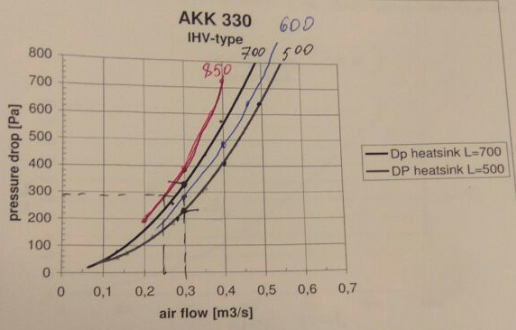 AKK 330
IHV-type
600
700
500
850
800
700
600
500
400
300
200
100
0
pressure drop [Pa]
0 0,1 0,2 0,3 0,4 0,5 0,6 0,7
air flow [m3/s]
Dp heatsink L=700
DP heatsink L=500